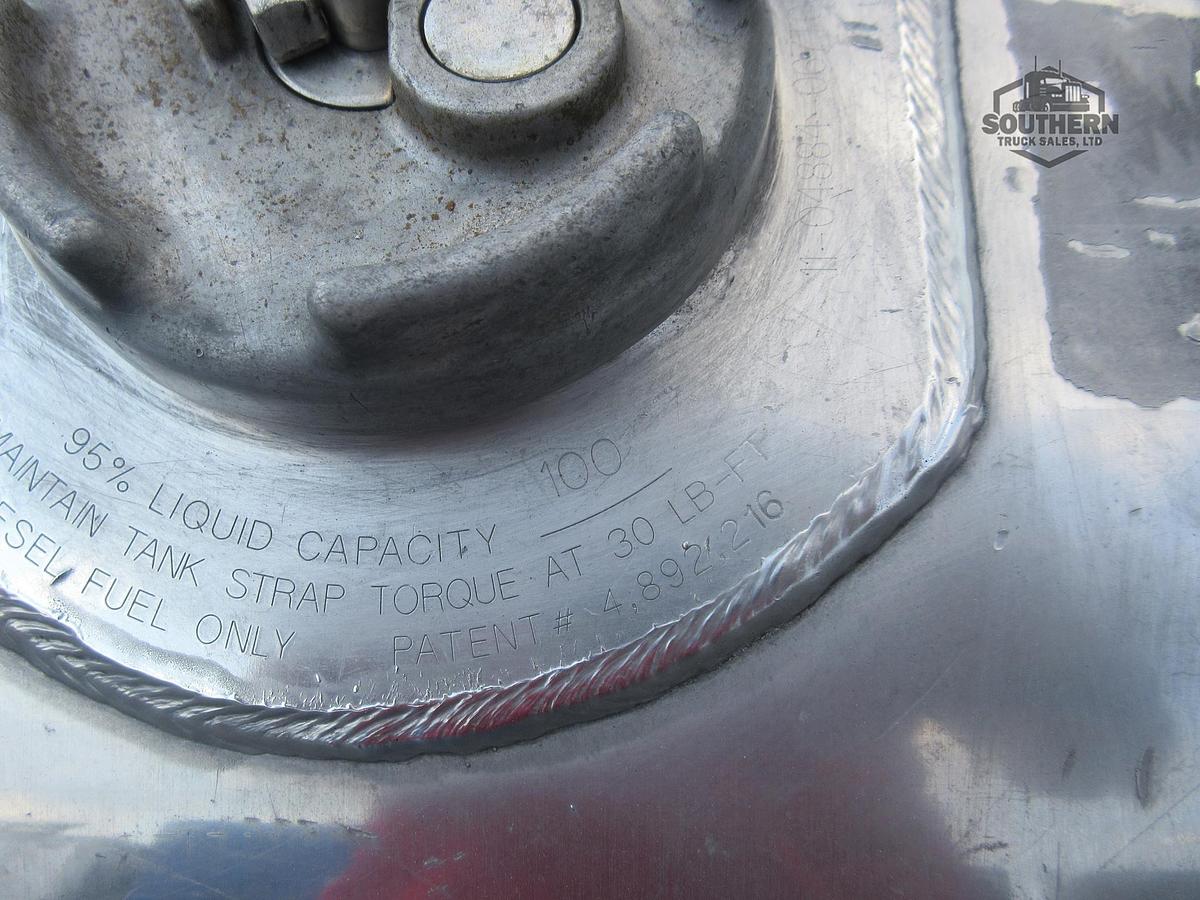 SOUTHERN
TRUCK SALES, LTD
95% LIQUID CAPACITY 100
MAINTAIN TANK STRAP TORQUE AT 30 LB-FT
ESEL FUEL ONLY PATENT # 4,892,216